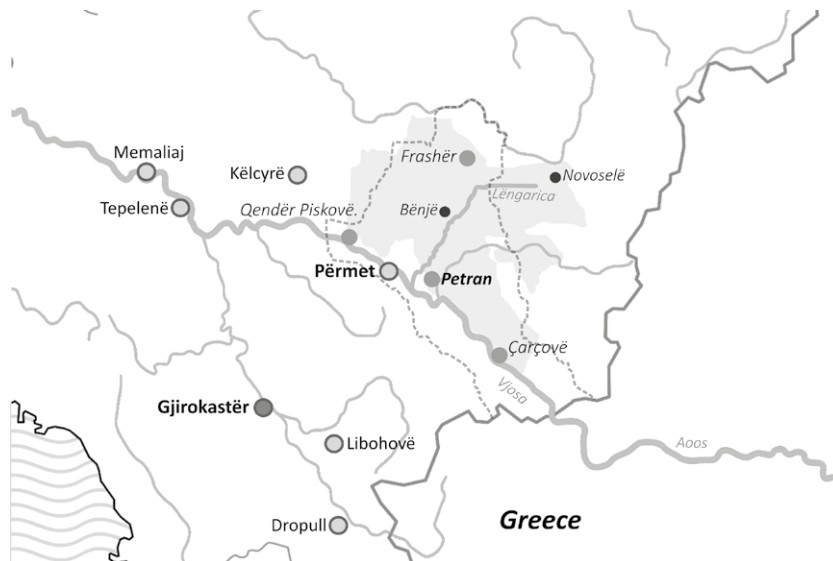 Memaliaj
Këlcyrë
Frashër
Novoselë
Lëngarica
Tepelenë
Qendër Piskovë.
Bënjë
Përmet
Petran
Çarçovë
Vjosa
Gjirokastër
Libohovë
Aoos
Dropull
Greece